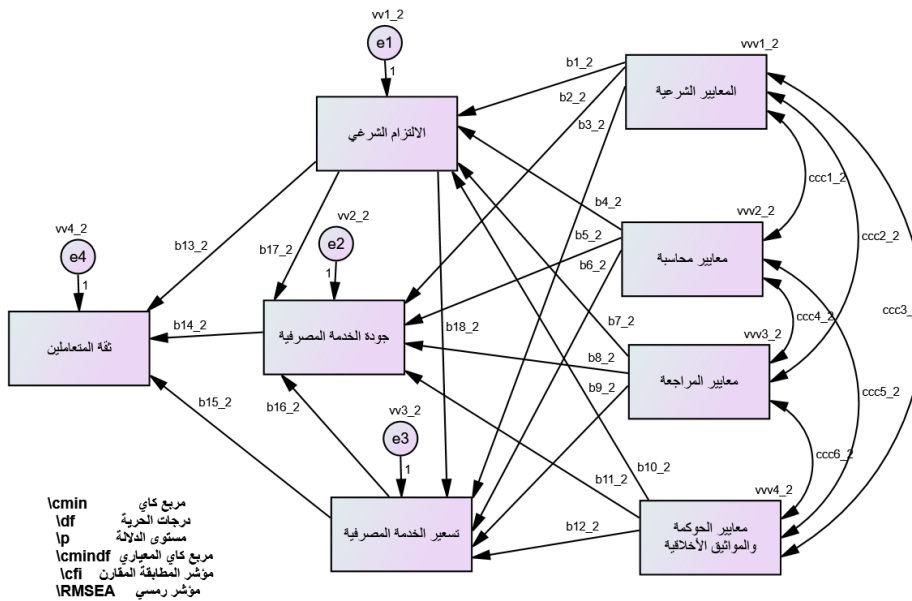 vv1_2
e1
1
الالتزام الشرغي
vvv1_2
المعايير الشرعية
b1_2
b2_2
b3_2
ccc1_2
ccc2_2
ccc3_
vvv2_2
معايير محاسبة
b4_2
b5_2
b6_2
vv4_2
e4
1
b13_2
b17_2
vv2_2
e2
1
ثقة المتعاملين
b14_2
جودة الخدمة المصرفية
b18_2
b7_2
b8_2
b9_2
ccc4_2
vvv3_2
معايير المراجعة
ccc5_2
b15_2
b16_2
vv3_2
e3
1
ccc6_2
b10_2
b11_2
b12_2
vvv4_2
تسعير الخدمة المصرفية
معايير الحوكمة
والمواثيق الأخلاقية
مربع كاي \cmin
درجات الحرية \df
مستوى الدلالة \p
مربع كاي المعياري \cmindf
مؤشر المطابقة المقارن \cfi
مؤشر رمسي \RMSEA